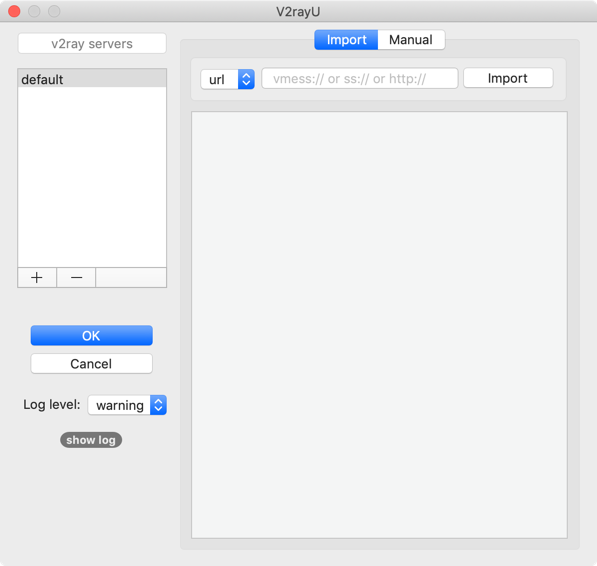 V2rayU
v2ray servers
default
+ −
OK
Cancel
Log level: warning
show log
Import Manual
url vmess:// or ss:// or http:// Import